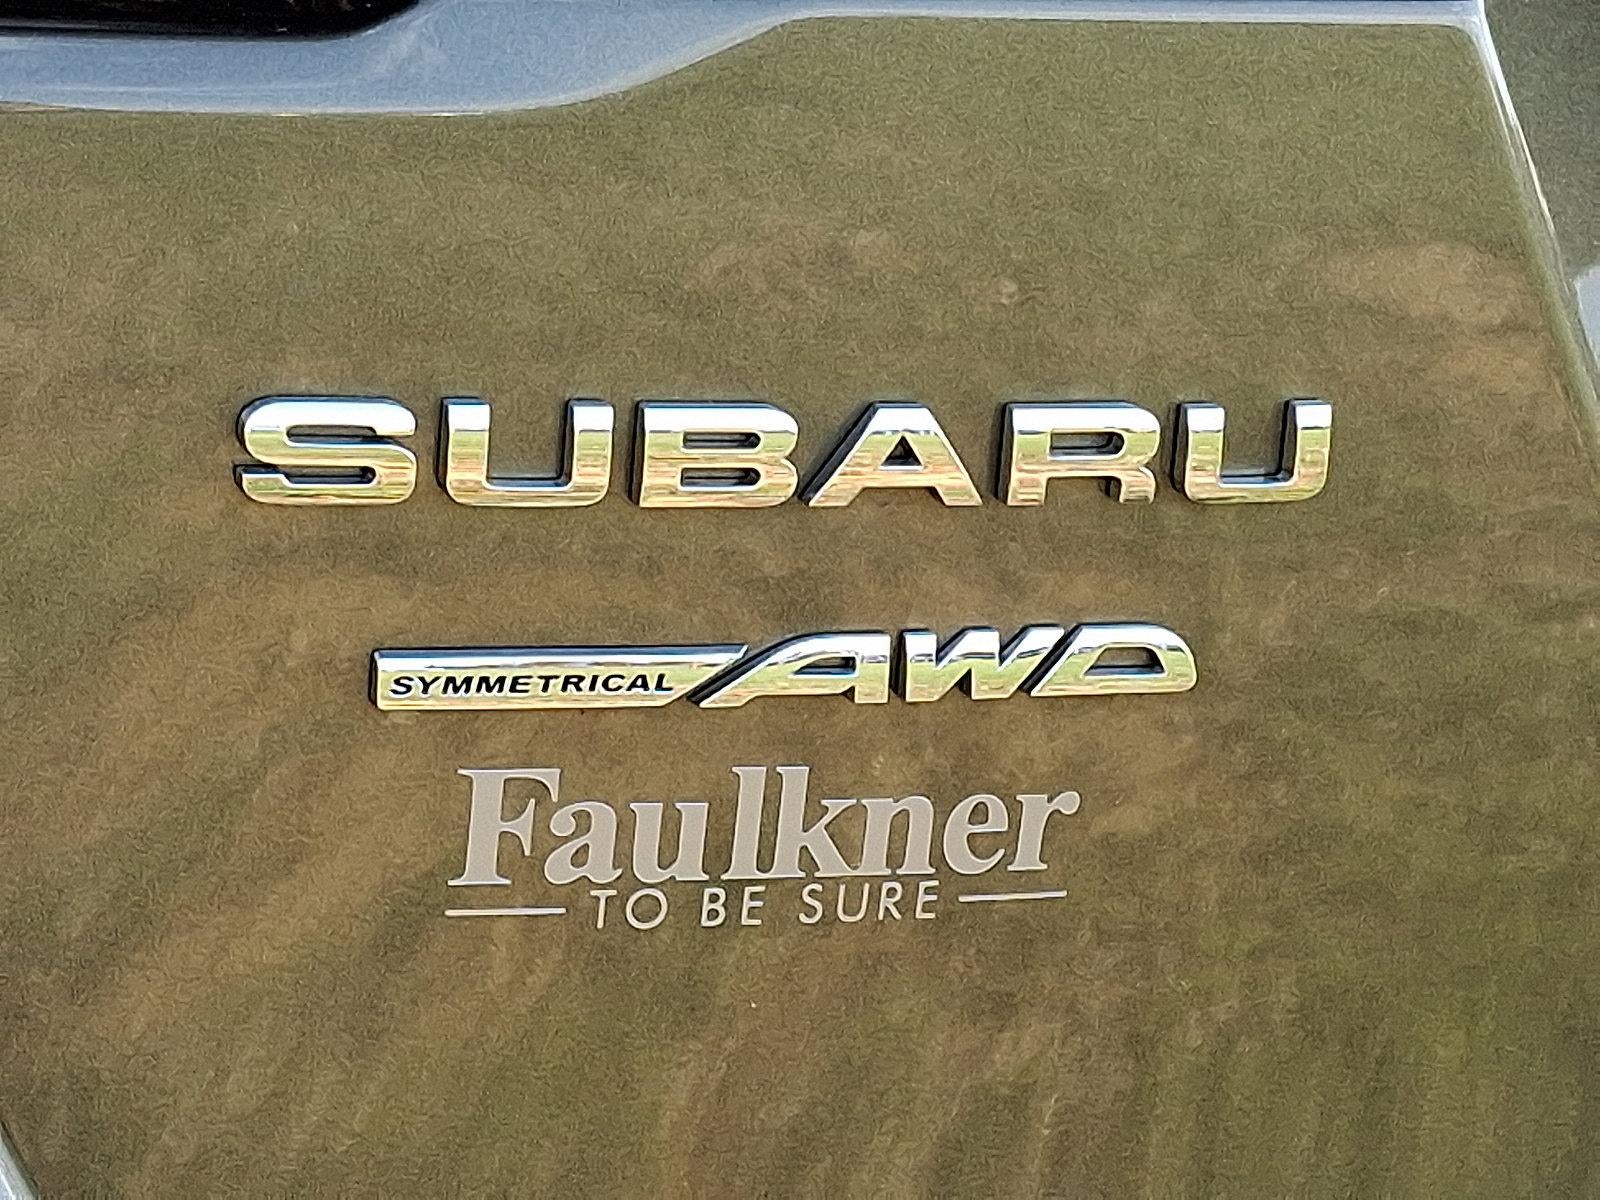 SUBARU
SYMMETRICAL AWD
Faulkner
TO BE SURE